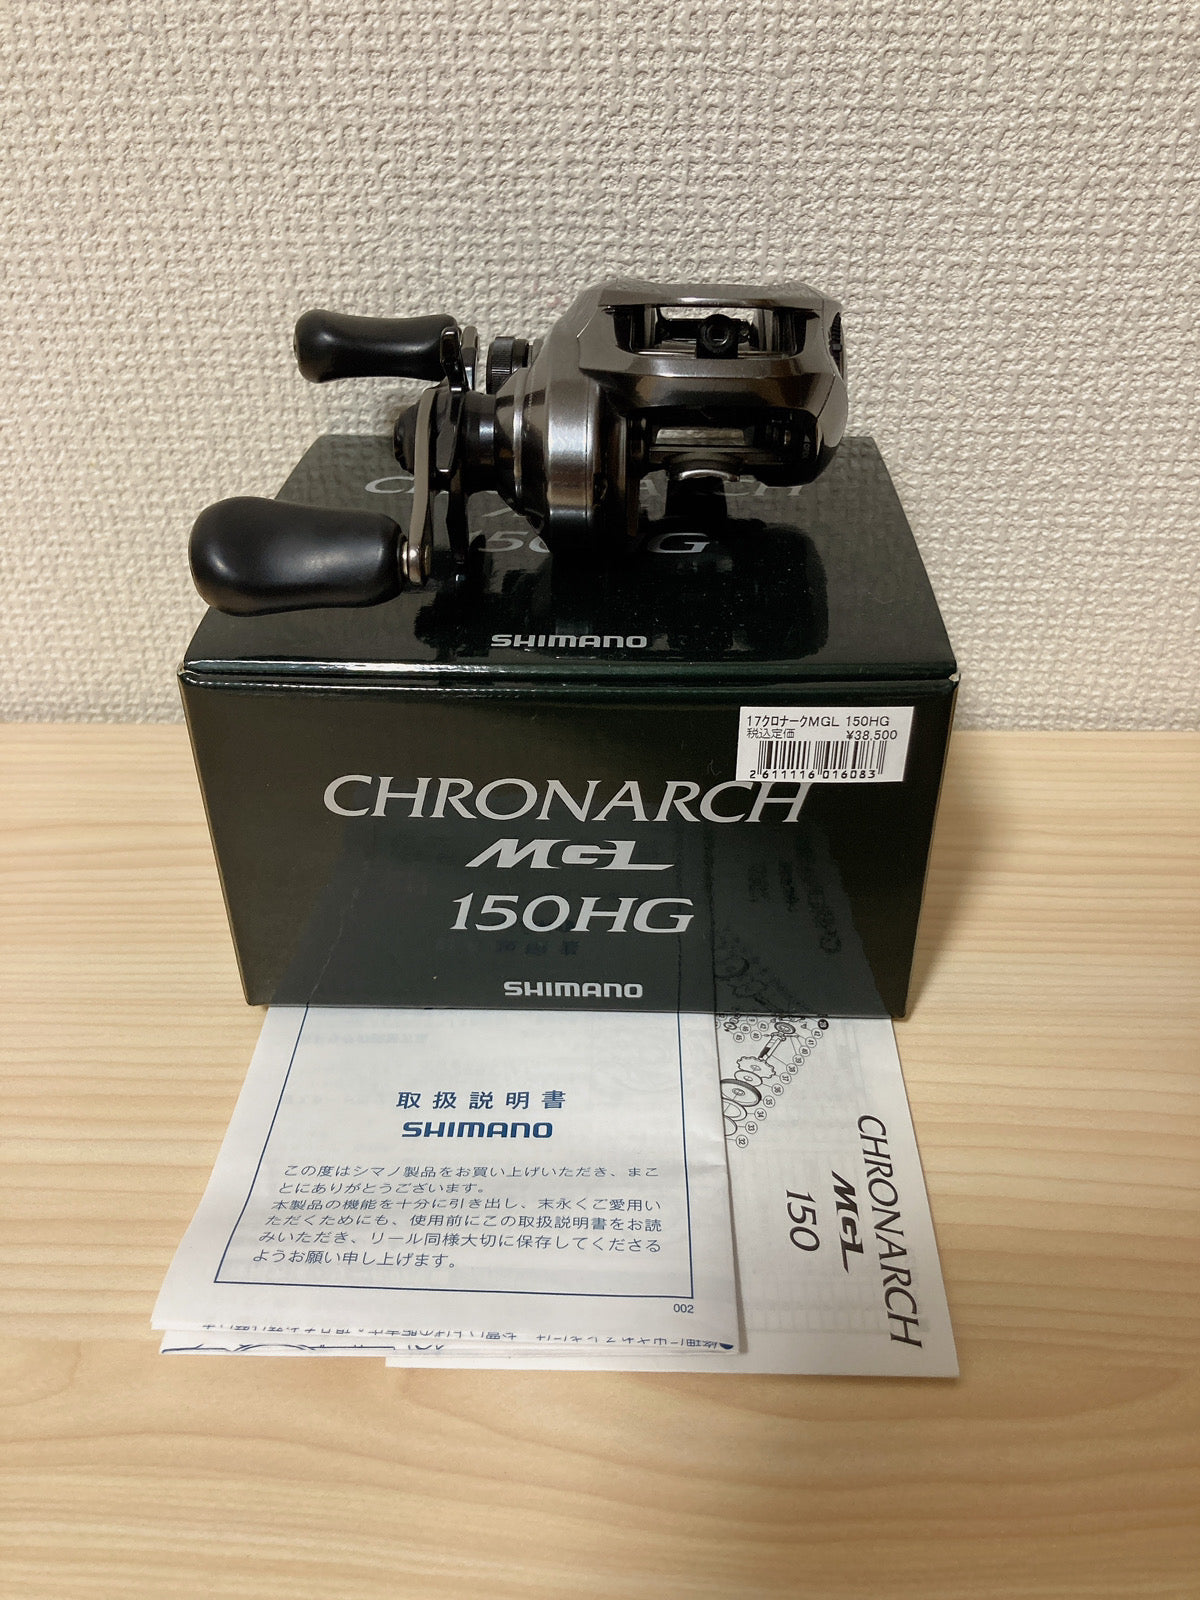 OPEN
SHIMANO
17クロナークMGL 150HG
税込定価 ¥38,500
2 611116 016083
CHRONARCH
MGL
150HG
SHIMANO
取扱説明書
SHIMANO
この度はシマノ製品をお買い上げいただき、まこ
とにありがとうございます。
本製品の機能を十分に引き出し、末永くご愛用い
ただくためにも、使用前にこの取扱説明書をお読
みいただき、リール同様大切に保存してくださる
ようお願い申し上げます。
002
CHRONARCH
MGL
150